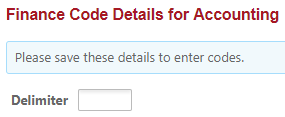 Finance Code Details for Accounting
Please save these details to enter codes.
Delimiter